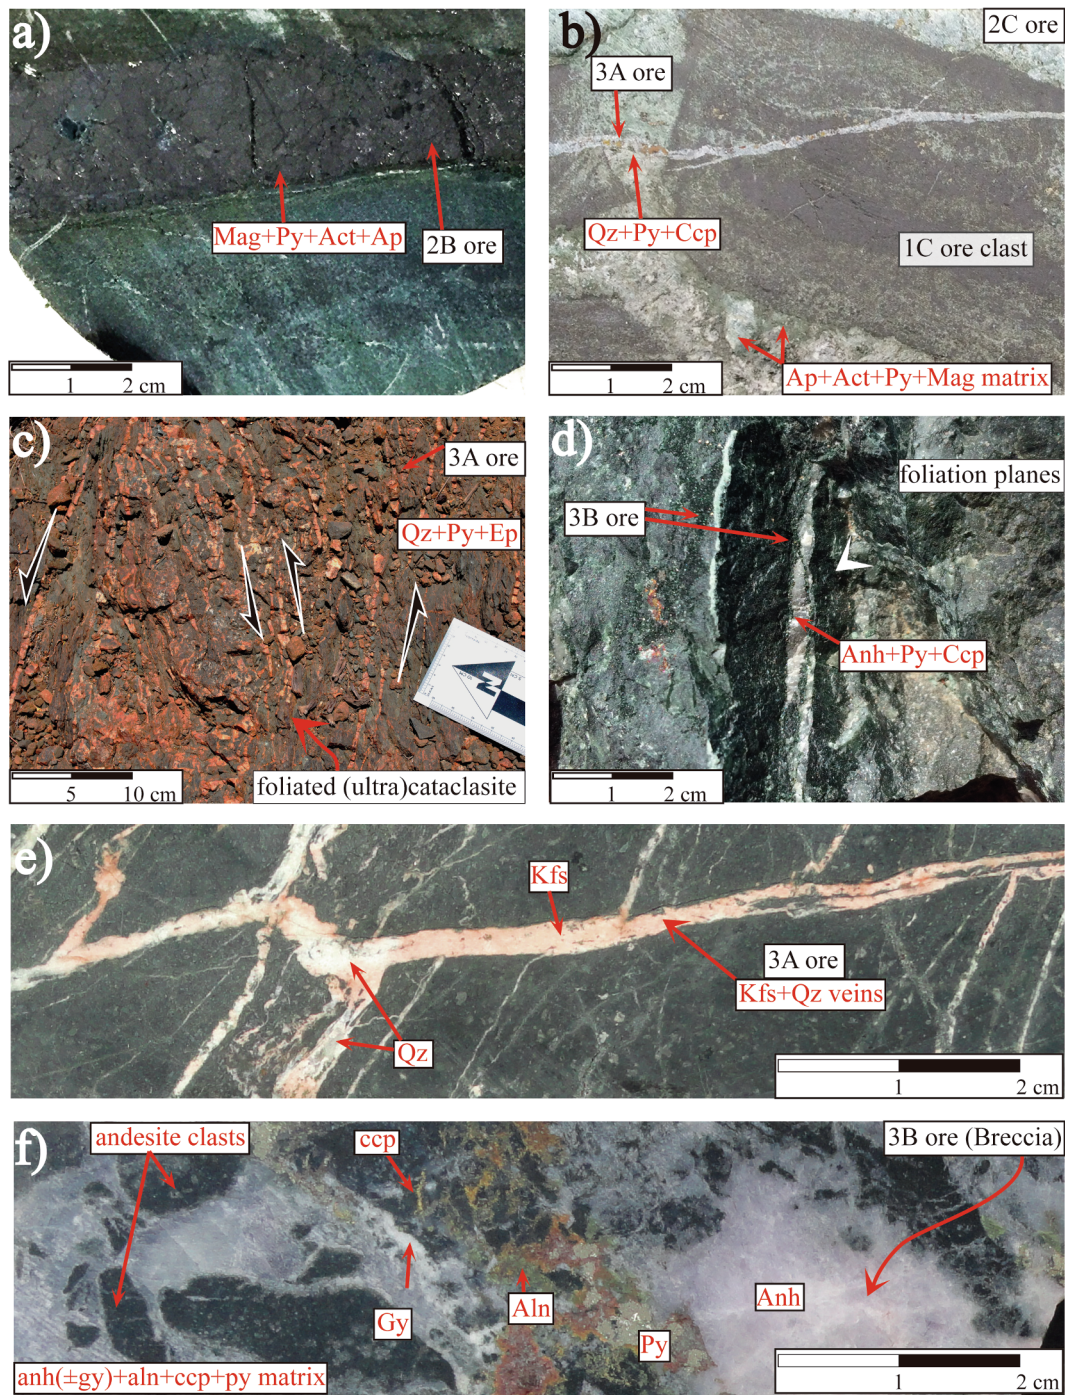 a)
Mag+Py+Act+Ap
2B ore
1
2 cm
b)
2C ore
3A ore
Qz+Py+Ccp
1C ore clast
Ap+Act+Py+Mag matrix
1
2 cm
c)
3A ore
Qz+Py+Ep
N
foliated (ultra)cataclasite
5
10 cm
d)
foliation planes
3B ore
Anh+Py+Ccp
1
2 cm
e)
Kfs
3A ore
Kfs+Qz veins
Qz
1
2 cm
f)
andesite clasts
ccp
3B ore (Breccia)
Gy
Aln
Py
Anh
anh(±gy)+aln+ccp+py matrix
1
2 cm